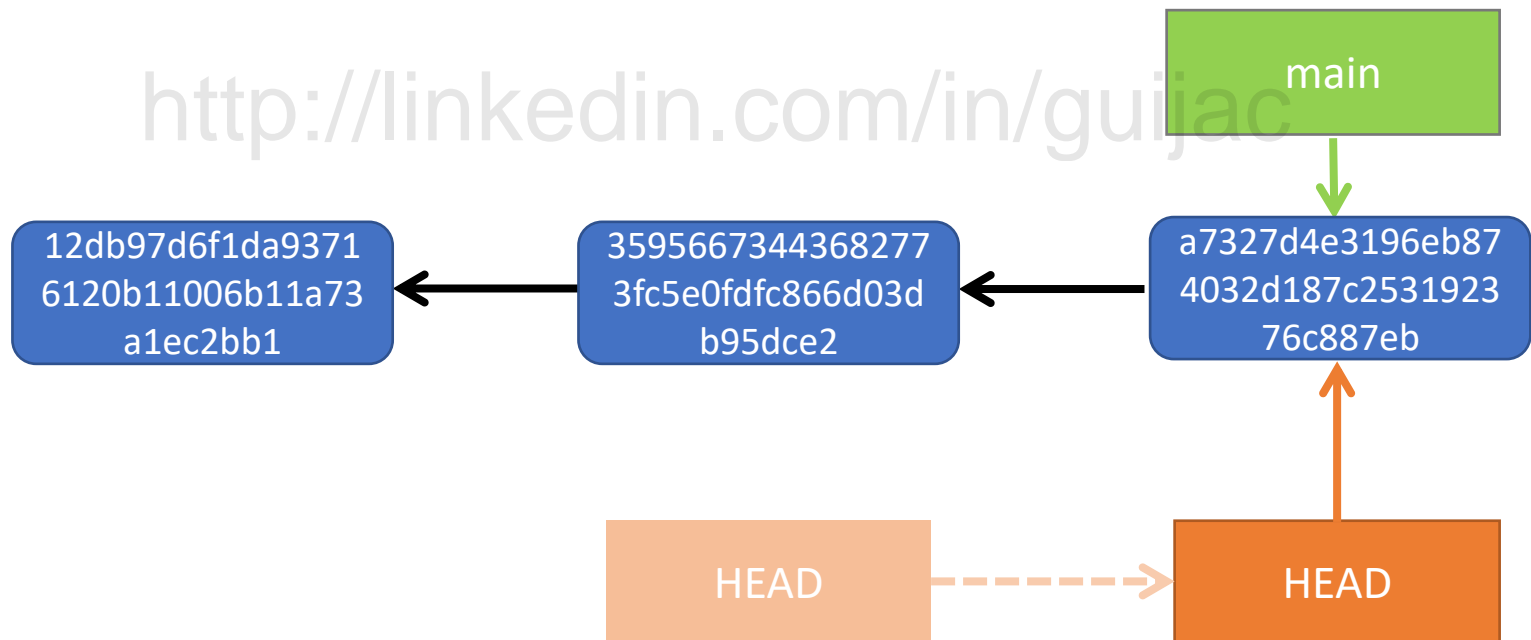 main
http://linkedin.com/in/guijac
12db97d6f1da9371
6120b11006b11a73
a1ec2bb1
3595667344368277
3fc5e0fdfc866d03d
b95dce2
a7327d4e3196eb87
4032d187c2531923
76c887eb
HEAD
HEAD